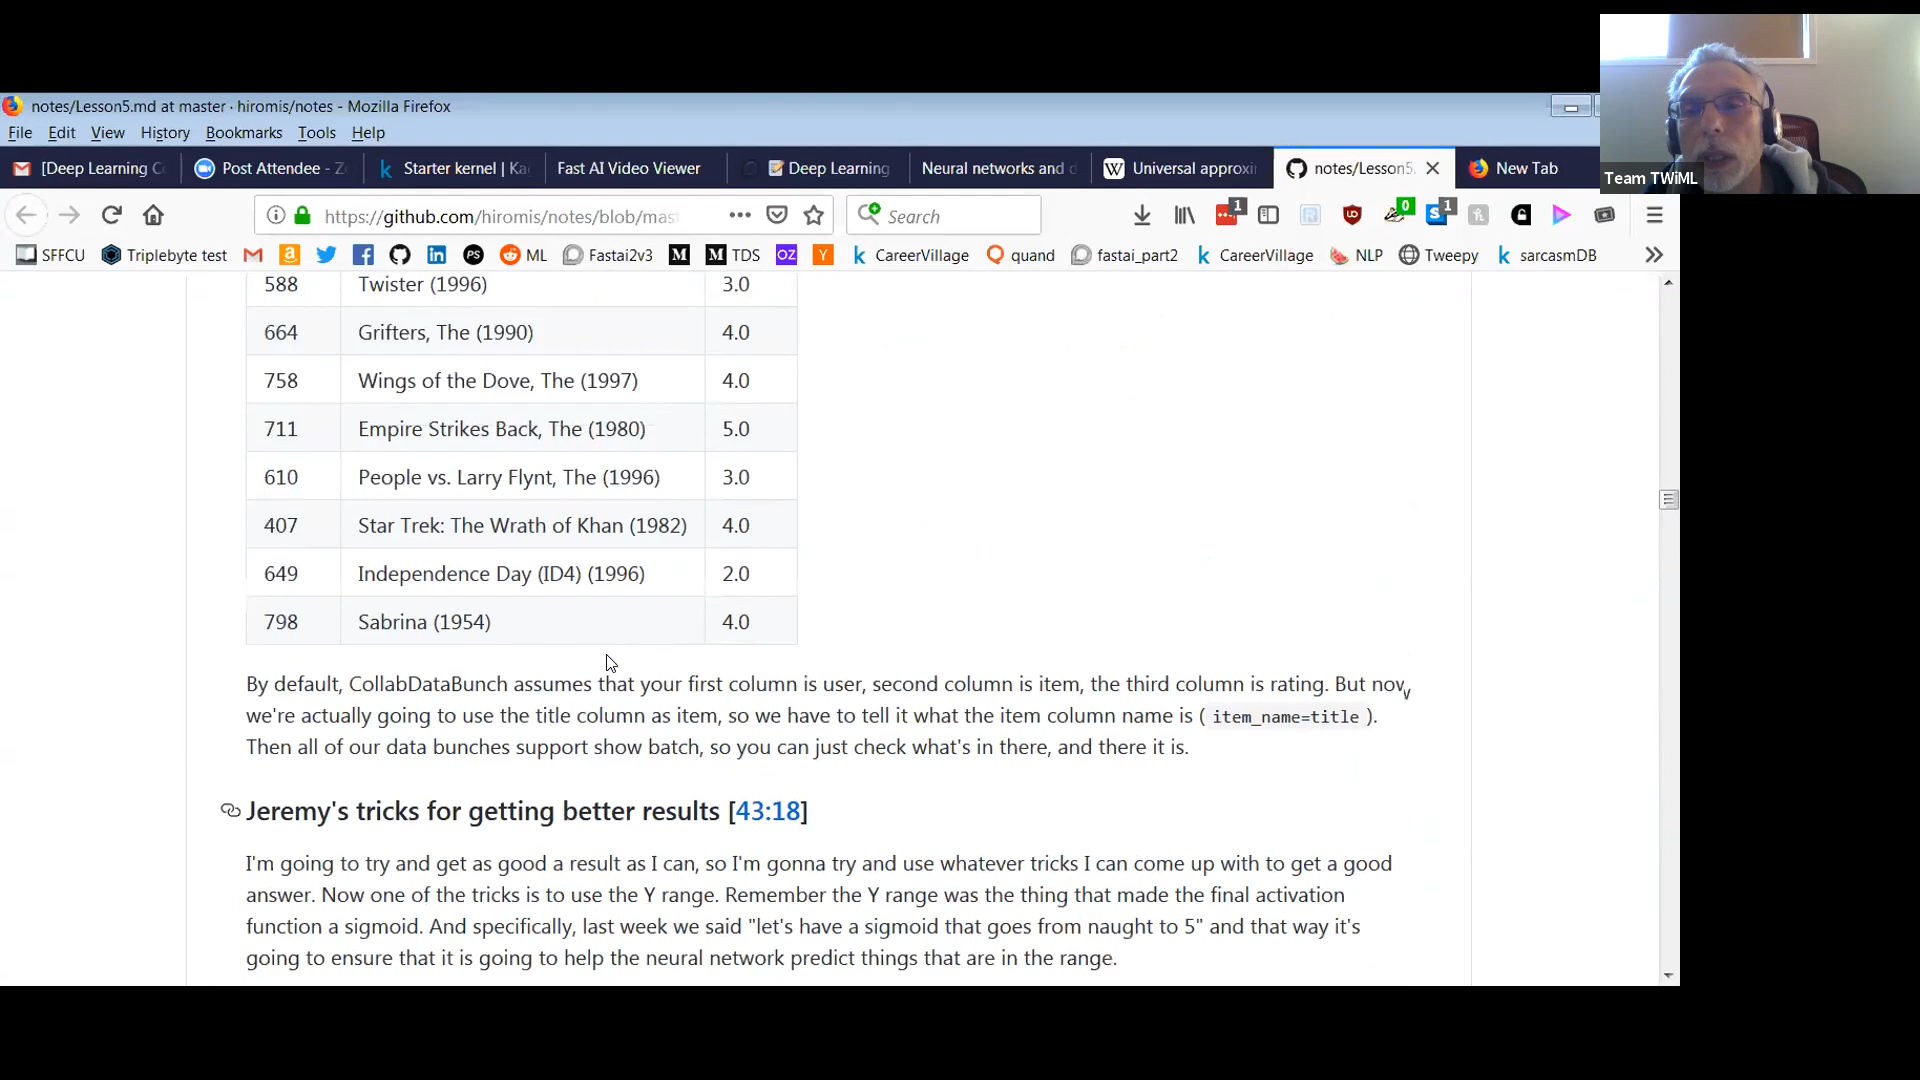 notes/Lesson5.md at master · hiromis/notes - Mozilla Firefox
File Edit View History Bookmarks Tools Help
[Deep Learning C Post Attendee - Z Starter kernel | Ka Fast AI Video Viewer Deep Learning Neural networks and d Universal approxi notes/Lesson5. New Tab
https://github.com/hiromis/notes/blob/mas Search 1 0 1
SFFCU Triplebyte test ML Fastai2v3 TDS OZ CareerVillage quand fastai_part2 CareerVillage NLP Tweepy sarcasmDB
Team TWiML
588 Twister (1996) 3.0
664 Grifters, The (1990) 4.0
758 Wings of the Dove, The (1997) 4.0
711 Empire Strikes Back, The (1980) 5.0
610 People vs. Larry Flynt, The (1996) 3.0
407 Star Trek: The Wrath of Khan (1982) 4.0
649 Independence Day (ID4) (1996) 2.0
798 Sabrina (1954) 4.0
By default, CollabDataBunch assumes that your first column is user, second column is item, the third column is rating. But now
we're actually going to use the title column as item, so we have to tell it what the item column name is ( item_name=title ).
Then all of our data bunches support show batch, so you can just check what's in there, and there it is.
Jeremy's tricks for getting better results [43:18]
I'm going to try and get as good a result as I can, so I'm gonna try and use whatever tricks I can come up with to get a good
answer. Now one of the tricks is to use the Y range. Remember the Y range was the thing that made the final activation
function a sigmoid. And specifically, last week we said "let's have a sigmoid that goes from naught to 5" and that way it's
going to ensure that it is going to help the neural network predict things that are in the range.